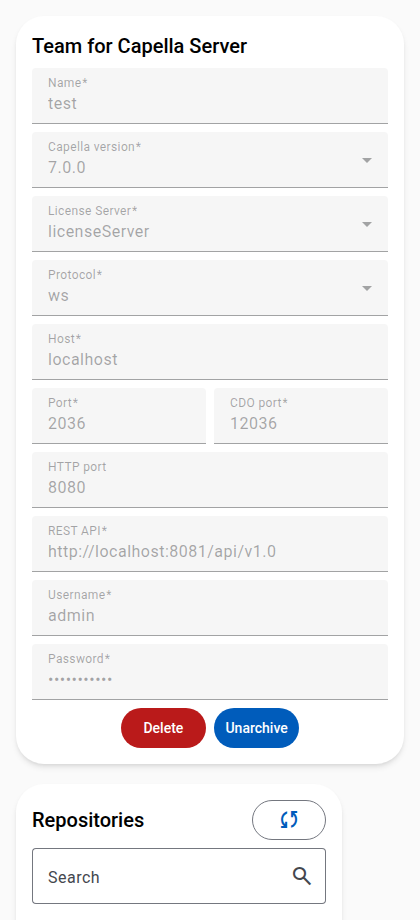 Team for Capella Server
Name*
test
Capella version*
7.0.0
License Server*
licenseServer
Protocol*
ws
Host*
localhost
Port*
2036
CDO port*
12036
HTTP port
8080
REST API*
http://localhost:8081/api/v1.0
Username*
admin
Password*
•••••••••••
Delete
Unarchive
Repositories
Search